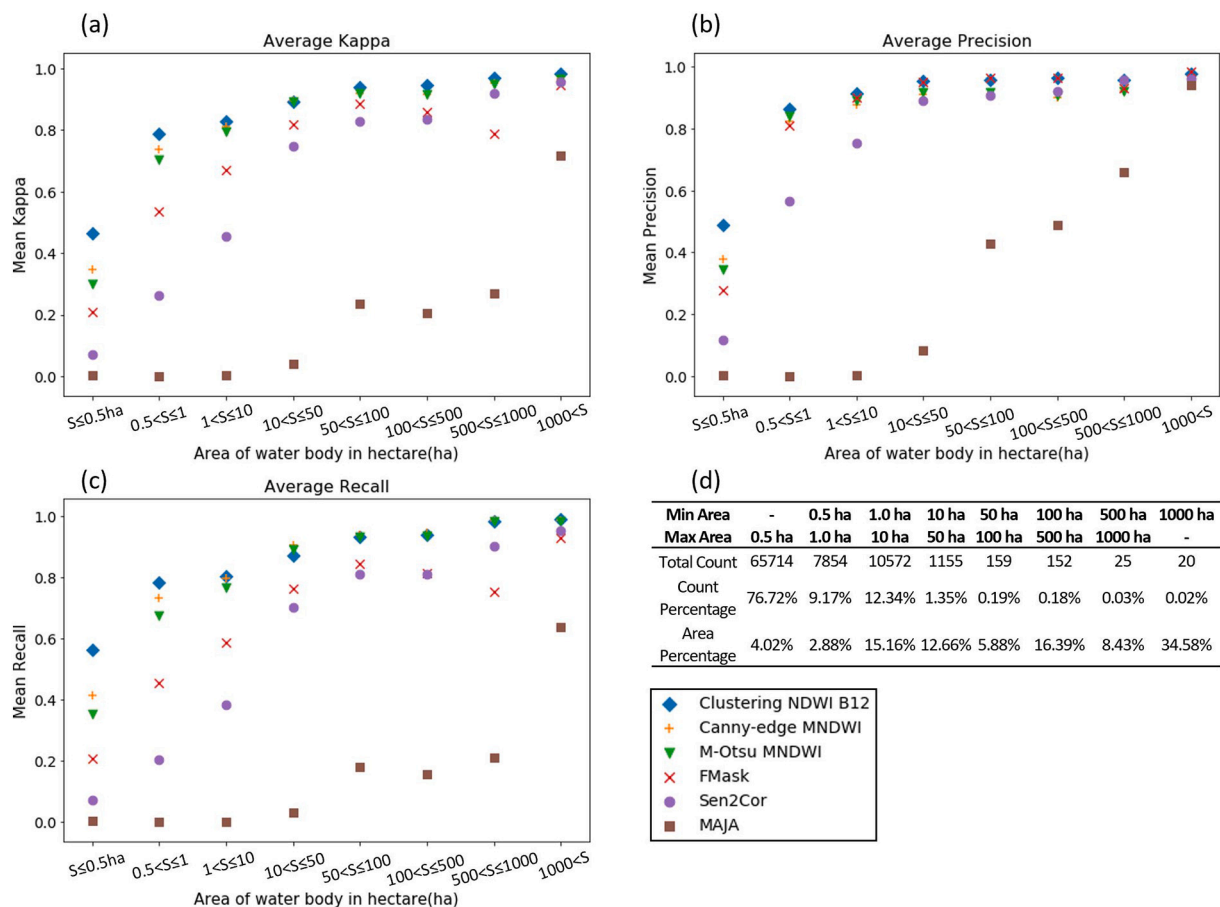 (a)
Average Kappa
1.0
0.8
0.6
0.4
0.2
0.0
Mean Kappa
S≤0.5ha
0.5<S≤1
1<S≤10
10<S≤50
50<S≤100
100<S≤500
500<S≤1000
1000<S
Area of water body in hectare(ha)
(b)
Average Precision
1.0
0.8
0.6
0.4
0.2
0.0
Mean Precision
S≤0.5ha
0.5<S≤1
1<S≤10
10<S≤50
50<S≤100
100<S≤500
500<S≤1000
1000<S
Area of water body in hectare(ha)
(c)
Average Recall
1.0
0.8
0.6
0.4
0.2
0.0
Mean Recall
S≤0.5ha
0.5<S≤1
1<S≤10
10<S≤50
50<S≤100
100<S≤500
500<S≤1000
1000<S
Area of water body in hectare(ha)
(d)
Min Area - 0.5 ha 1.0 ha 10 ha 50 ha 100 ha 500 ha 1000 ha
Max Area 0.5 ha 1.0 ha 10 ha 50 ha 100 ha 500 ha 1000 ha -
Total Count 65714 7854 10572 1155 159 152 25 20
Count
Percentage 76.72% 9.17% 12.34% 1.35% 0.19% 0.18% 0.03% 0.02%
Area
Percentage 4.02% 2.88% 15.16% 12.66% 5.88% 16.39% 8.43% 34.58%
Clustering NDWI B12
Canny-edge MNDWI
M-Otsu MNDWI
FMask
Sen2Cor
MAJA